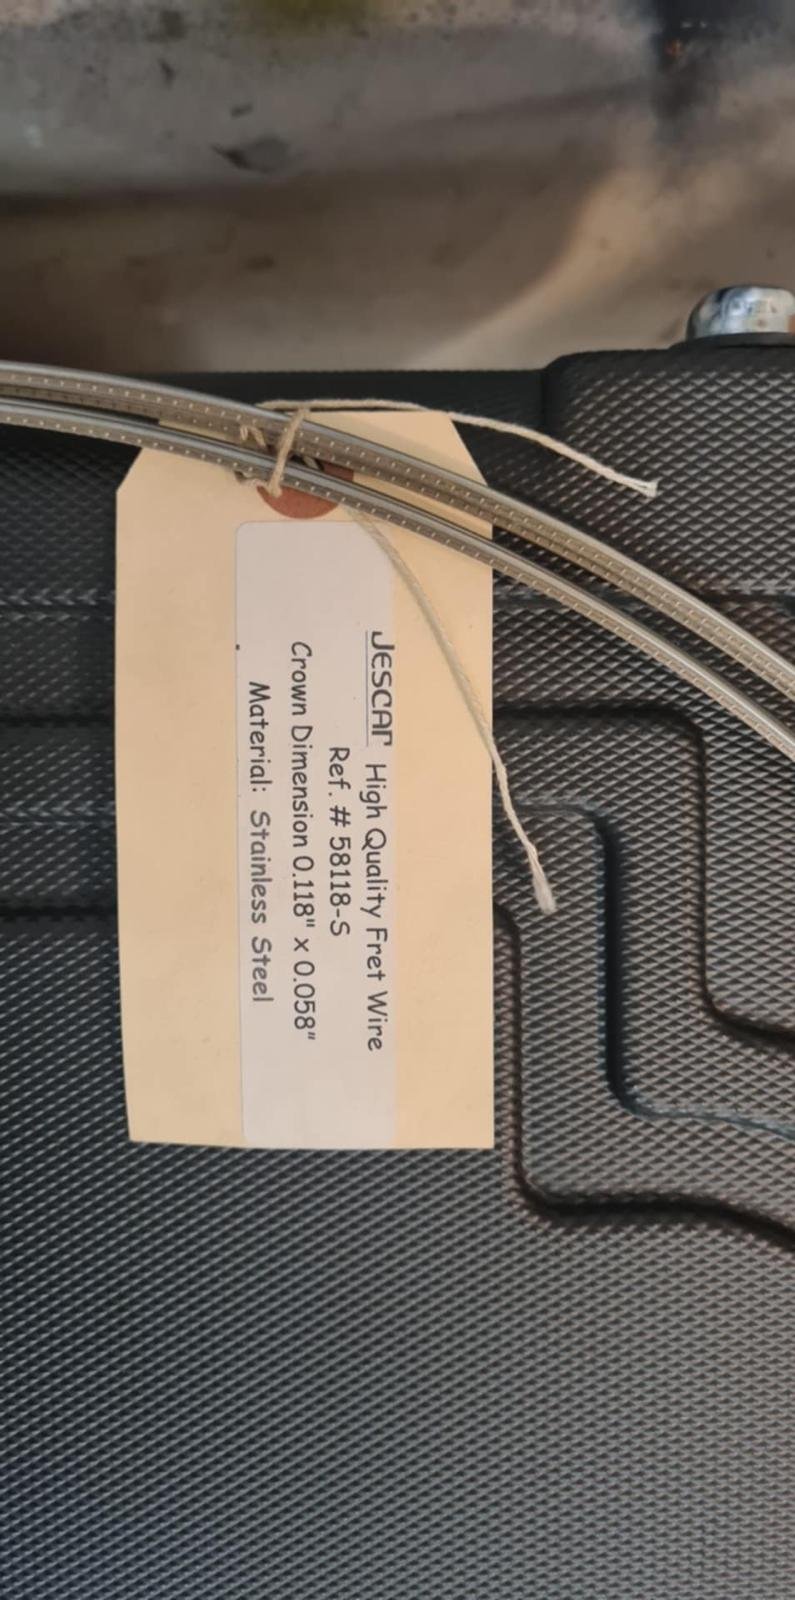 Jescar High Quality Fret Wire
Ref. # 58118-S
Crown Dimension 0.118" x 0.058"
Material: Stainless Steel